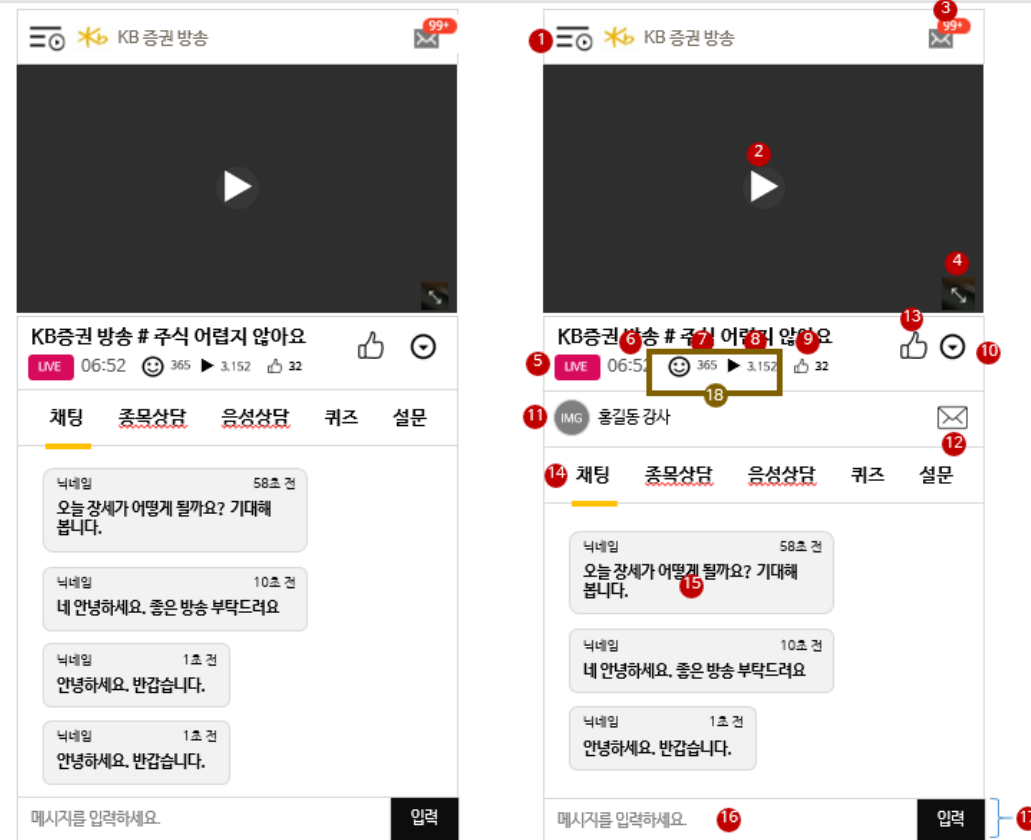 KB 증권 방송
99+
KB증권 방송 # 주식 어렵지 않아요
LIVE 06:52 365 3.152 32
채팅 종목상담 음성상담 퀴즈 설문
닉네임 58초 전
오늘 장세가 어떻게 될까요? 기대해
봅니다.
닉네임 10초 전
네 안녕하세요. 좋은 방송 부탁드려요
닉네임 1초 전
안녕하세요. 반갑습니다.
닉네임 1초 전
안녕하세요. 반갑습니다.
메시지를 입력하세요. 입력
3
1 KB 증권 방송 99+
2
4
13
KB증권 방송 # 주식 어렵지 않아요
6 7 8 9
10
5 LIVE 06:52 365 3.152 32
18
11 IMG 홍길동 강사
12
14 채팅 종목상담 음성상담 퀴즈 설문
닉네임 58초 전
오늘 장세가 어떻게 될까요? 기대해
봅니다.
15
닉네임 10초 전
네 안녕하세요. 좋은 방송 부탁드려요
닉네임 1초 전
안녕하세요. 반갑습니다.
메시지를 입력하세요. 16 입력 17